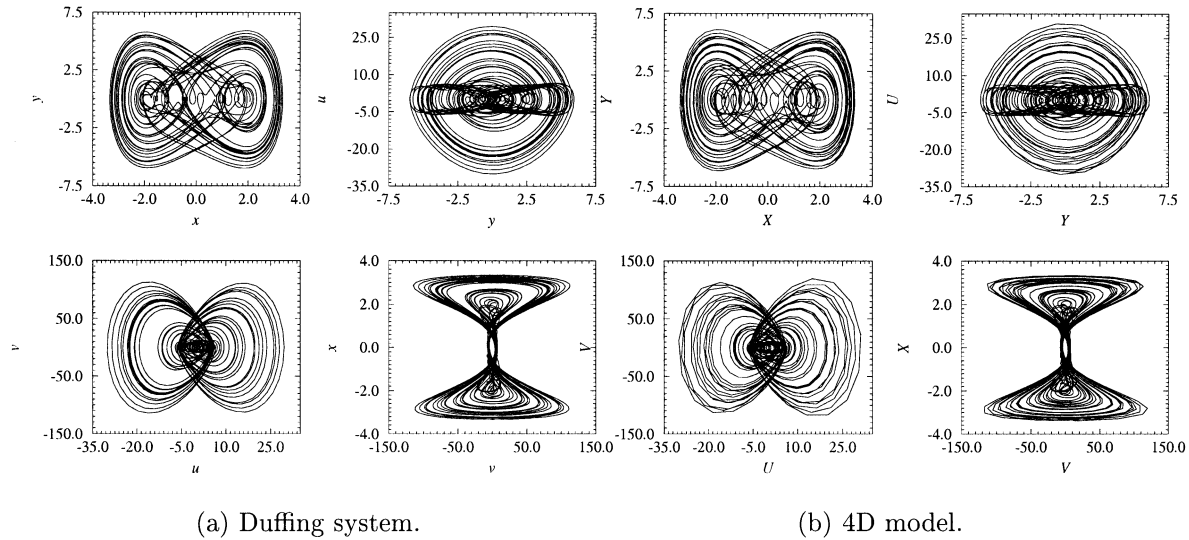 7.5
2.5
-2.5
-7.5
y
-4.0 -2.0 0.0 2.0 4.0
x
25.0
10.0
-5.0
-20.0
-35.0
u
-7.5 -2.5 2.5 7.5
y
7.5
2.5
-2.5
-7.5
Y
-4.0 -2.0 0.0 2.0 4.0
X
25.0
10.0
-5.0
-20.0
-35.0
U
-7.5 -2.5 2.5 7.5
Y
150.0
50.0
-50.0
-150.0
v
-35.0 -20.0 -5.0 10.0 25.0
u
4.0
2.0
0.0
-2.0
-4.0
x
-150.0 -50.0 50.0 150.0
v
150.0
50.0
-50.0
-150.0
V
-35.0 -20.0 -5.0 10.0 25.0
U
4.0
2.0
0.0
-2.0
-4.0
X
-150.0 -50.0 50.0 150.0
V
(a) Duffing system.
(b) 4D model.